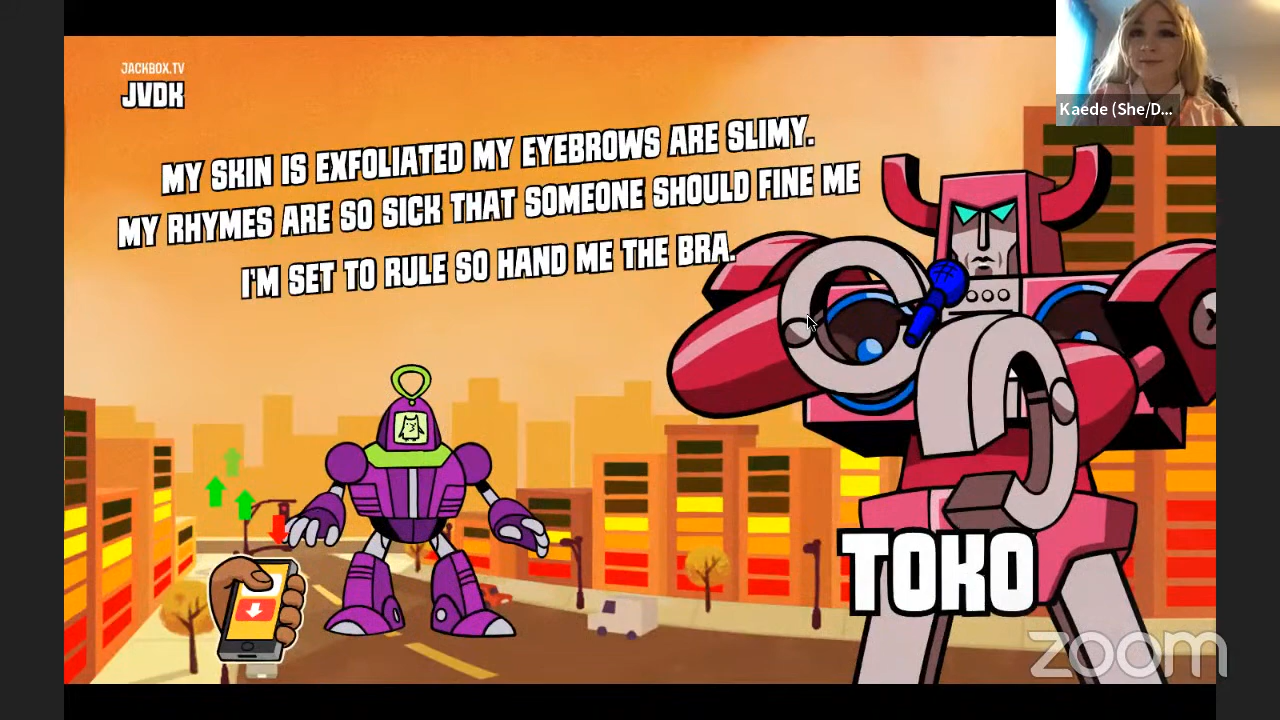 JACKBOX.TV
JVDK
Kaede (She/D...
MY SKIN IS EXFOLIATED MY EYEBROWS ARE SLIMY.
MY RHYMES ARE SO SICK THAT SOMEONE SHOULD FINE ME
I'M SET TO RULE SO HAND ME THE BRA.
TOKO
zoom